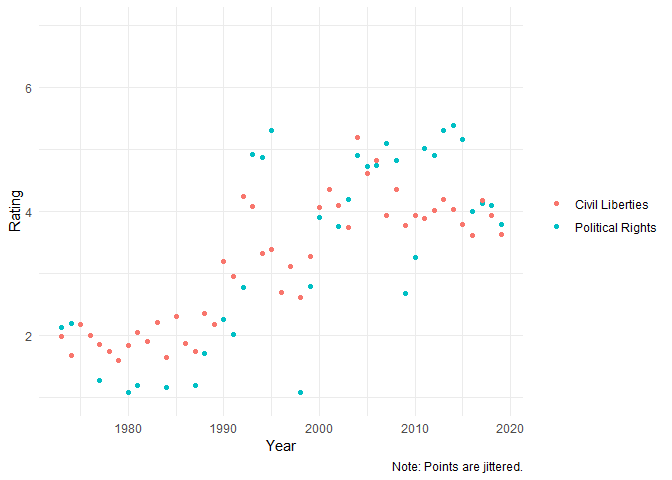 6
4
2
Rating
1980 1990 2000 2010 2020
Year
Civil Liberties
Political Rights
Note: Points are jittered.